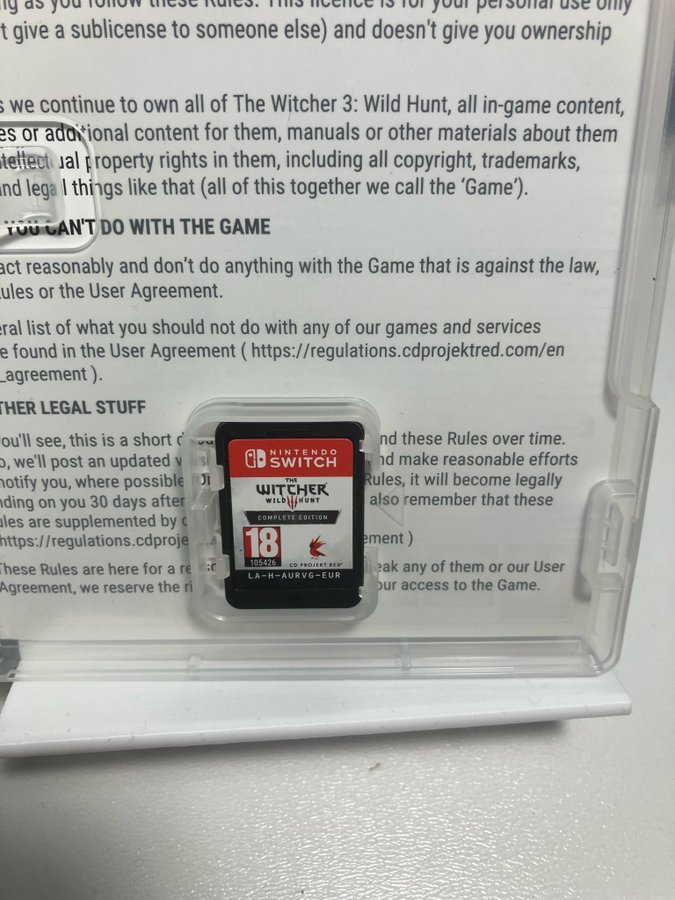 as you follow these Rules. This licence is for your personal use only
t give a sublicense to someone else) and doesn't give you ownership
s we continue to own all of The Witcher 3: Wild Hunt, all in-game content,
es or additional content for them, manuals or other materials about them
tellectual property rights in them, including all copyright, trademarks,
nd legal things like that (all of this together we call the 'Game').
YOU CAN'T DO WITH THE GAME
act reasonably and don't do anything with the Game that is against the law,
ules or the User Agreement.
eral list of what you should not do with any of our games and services
e found in the User Agreement ( https://regulations.cdprojektred.com/en
_agreement ).
THER LEGAL STUFF
ou'll see, this is a short d nd these Rules over time.
o, we'll post an updated v nd make reasonable efforts
notify you, where possible Rules, it will become legally
nding on you 30 days after also remember that these
ules are supplemented by ement )
https://regulations.cdproje
These Rules are here for a re eak any of them or our User
Agreement, we reserve the ri our access to the Game.
NINTENDO
SWITCH
THE
WITCHER
WILD HUNT
COMPLETE EDITION
18
105426
CD PROJEKT RED
LA-H-AURVG-EUR